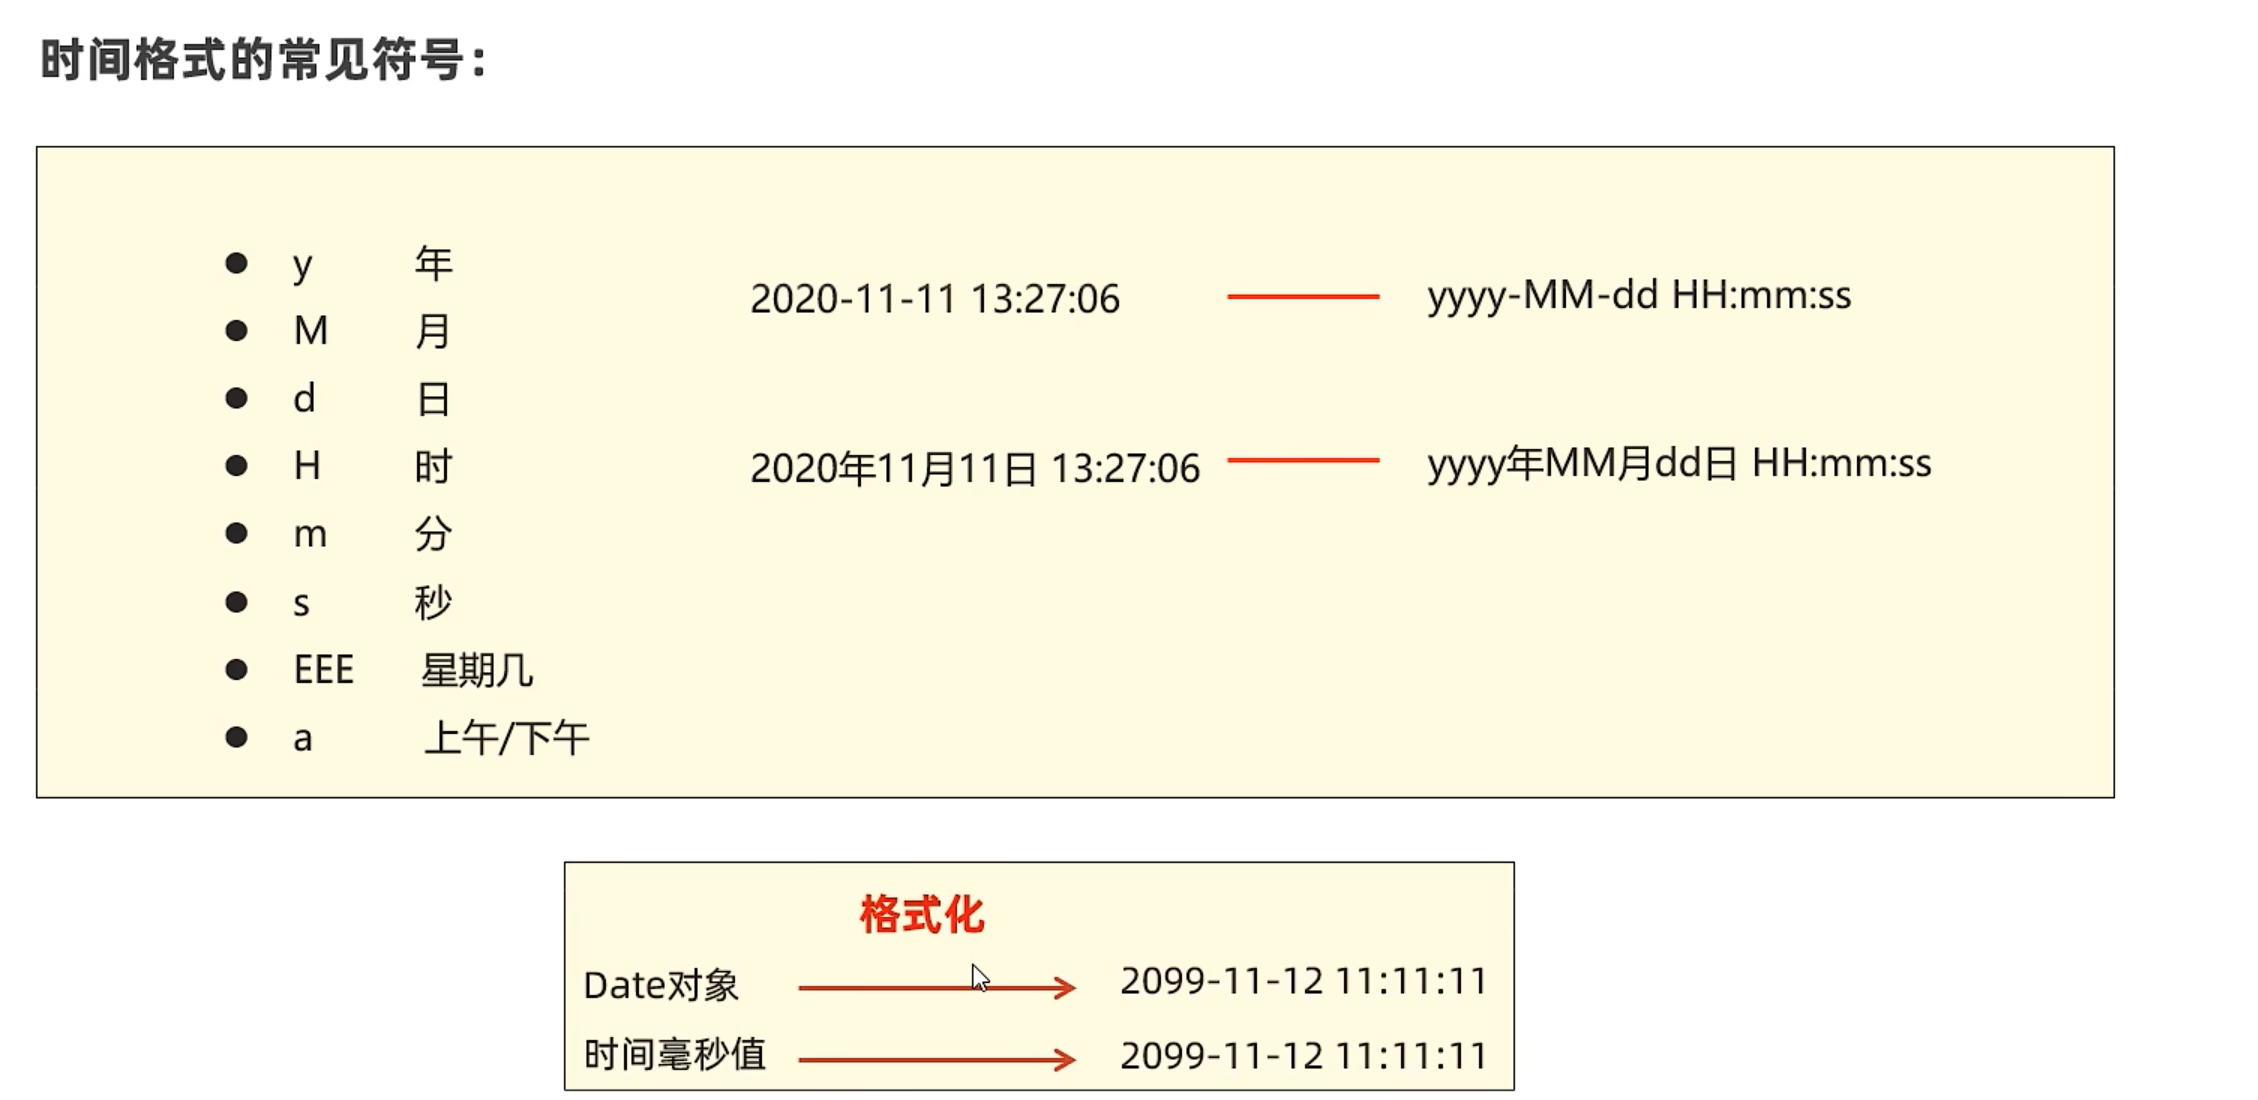 时间格式的常见符号：
y 年
M 月
d 日
H 时
m 分
s 秒
EEE 星期几
a 上午/下午
2020-11-11 13:27:06 yyyy-MM-dd HH:mm:ss
2020年11月11日 13:27:06 yyyy年MM月dd日 HH:mm:ss
格式化
Date对象 2099-11-12 11:11:11
时间毫秒值 2099-11-12 11:11:11